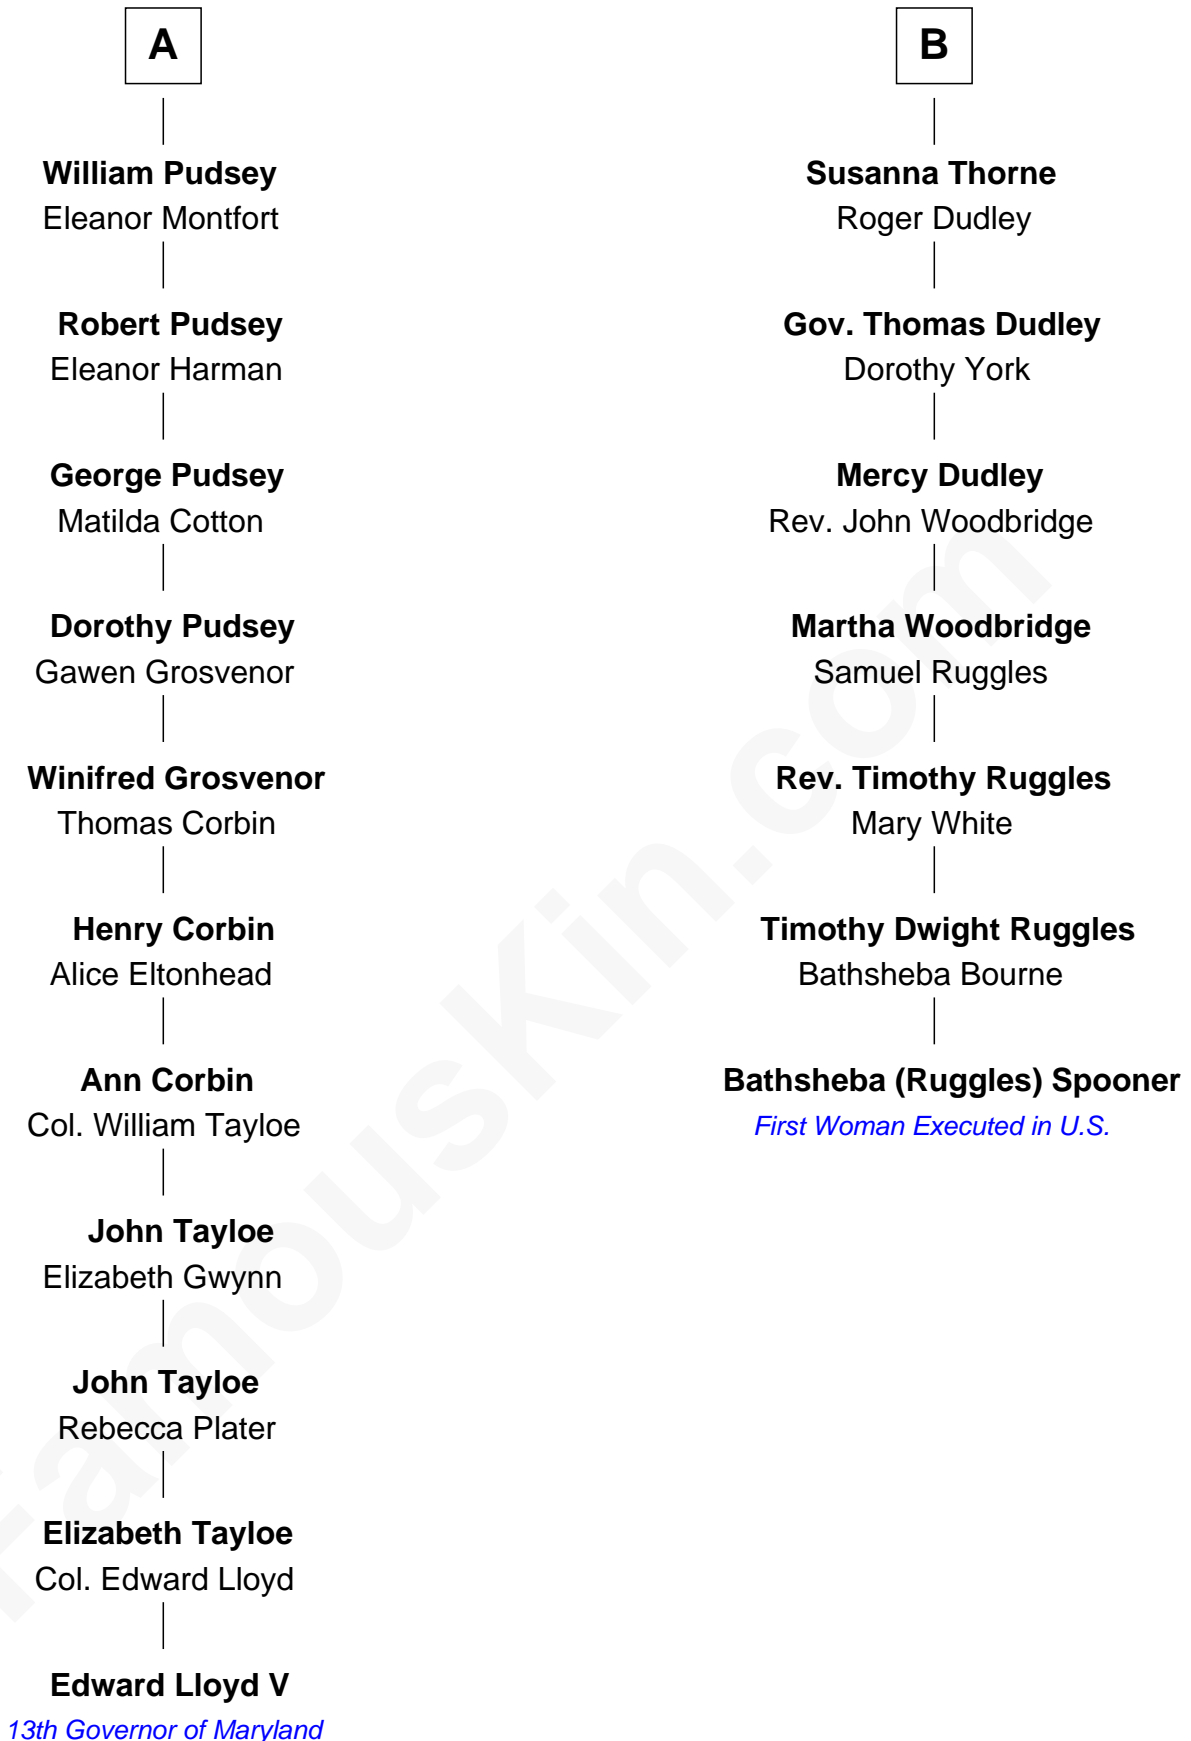 A
William Pudsey
Eleanor Montfort
Robert Pudsey
Eleanor Harman
George Pudsey
Matilda Cotton
Dorothy Pudsey
Gawen Grosvenor
Winifred Grosvenor
Thomas Corbin
Henry Corbin
Alice Eltonhead
Ann Corbin
Col. William Tayloe
John Tayloe
Elizabeth Gwynn
John Tayloe
Rebecca Plater
Elizabeth Tayloe
Col. Edward Lloyd
Edward Lloyd V
13th Governor of Maryland
B
Susanna Thorne
Roger Dudley
Gov. Thomas Dudley
Dorothy York
Mercy Dudley
Rev. John Woodbridge
Martha Woodbridge
Samuel Ruggles
Rev. Timothy Ruggles
Mary White
Timothy Dwight Ruggles
Bathsheba Bourne
Bathsheba (Ruggles) Spooner
First Woman Executed in U.S.
FamousKin.com